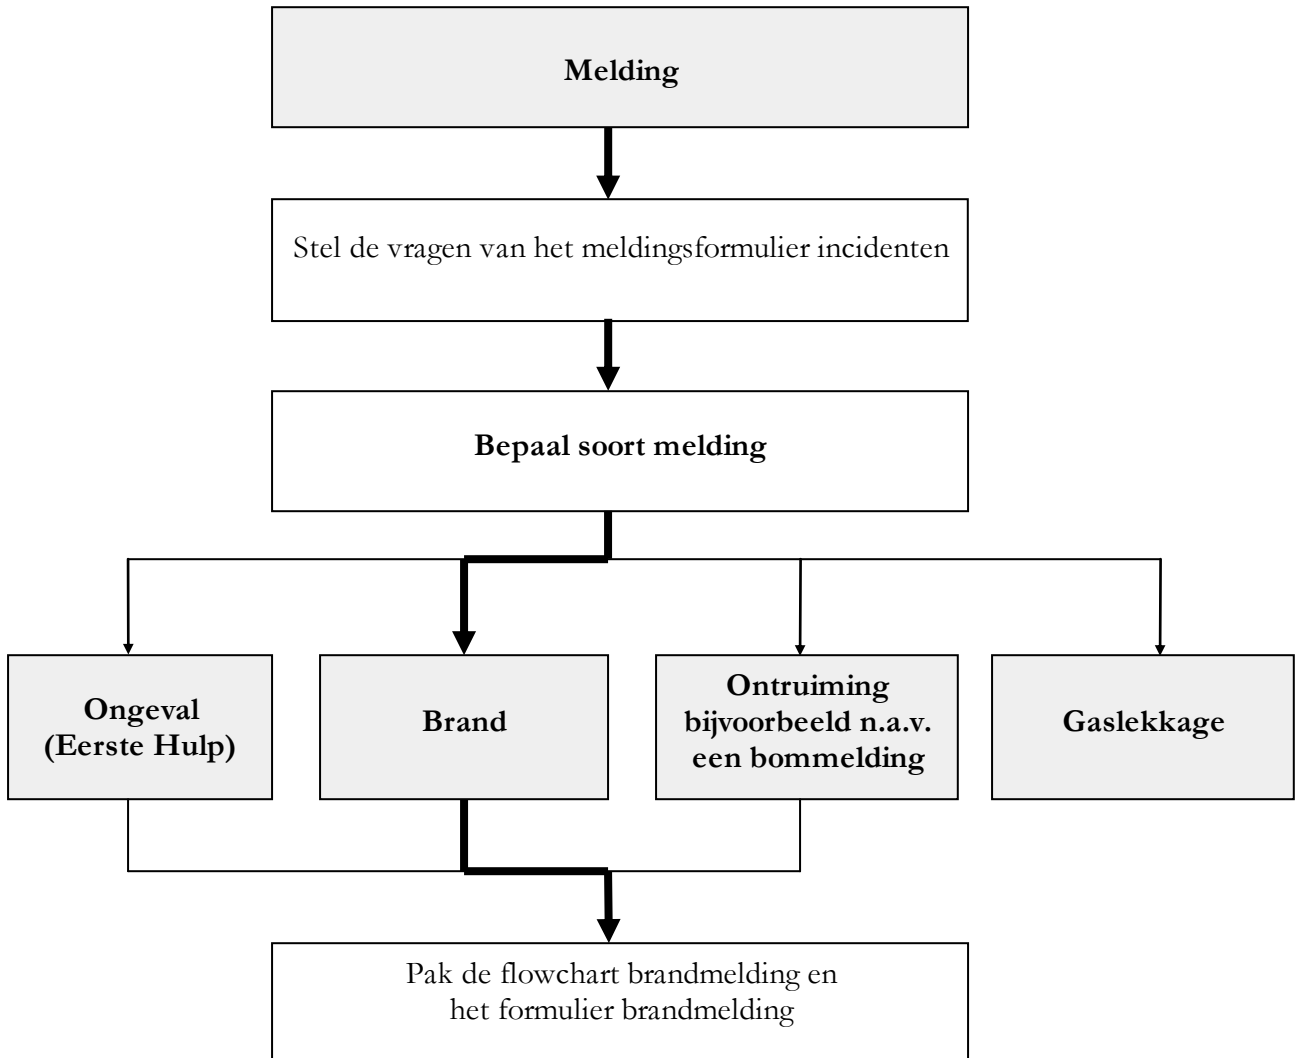 Melding
Stel de vragen van het meldingsformulier incidenten
Bepaal soort melding
Ongeval
(Eerste Hulp)
Brand
Ontruiming
bijvoorbeeld n.a.v.
een bommelding
Gaslekkage
Pak de flowchart brandmelding en
het formulier brandmelding